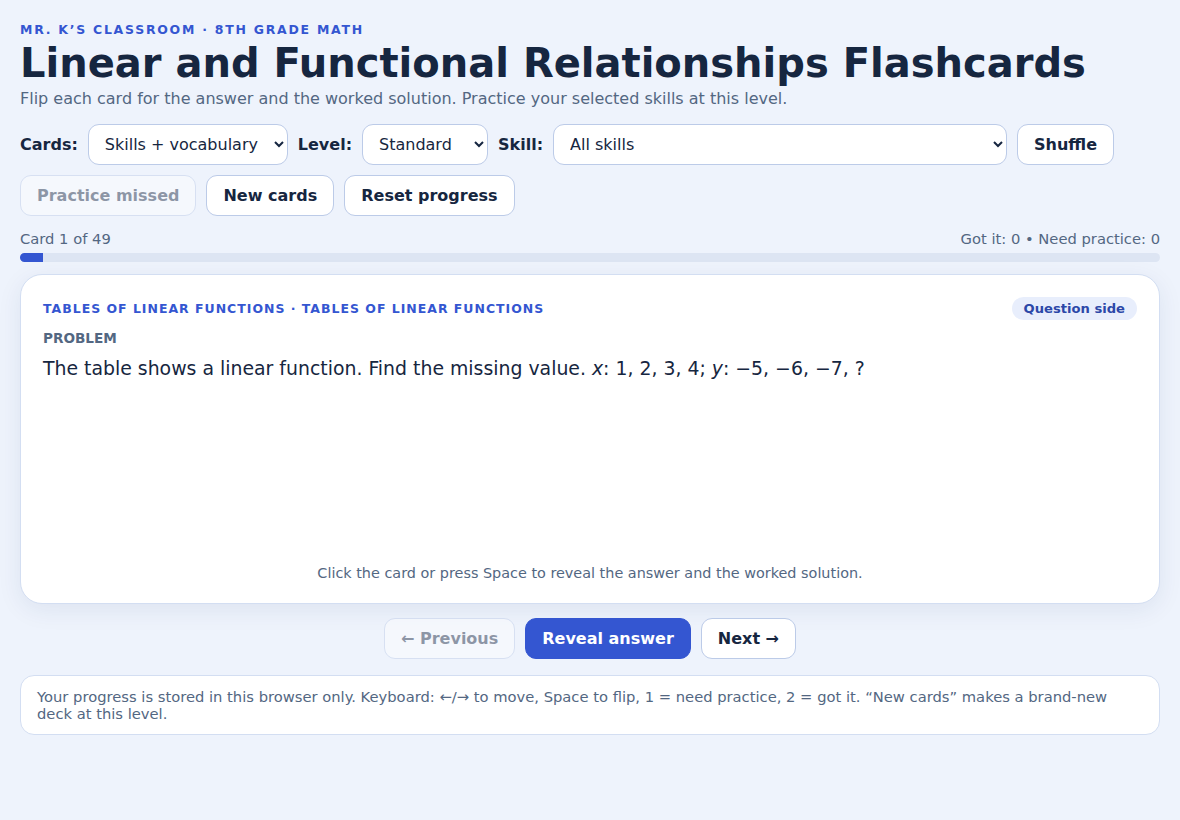 MR. K’S CLASSROOM · 8TH GRADE MATH
Linear and Functional Relationships Flashcards
Flip each card for the answer and the worked solution. Practice your selected skills at this level.
Cards: Skills + vocabulary Level: Standard Skill: All skills Shuffle
Practice missed New cards Reset progress
Card 1 of 49 Got it: 0 • Need practice: 0
TABLES OF LINEAR FUNCTIONS · TABLES OF LINEAR FUNCTIONS Question side
PROBLEM
The table shows a linear function. Find the missing value. x: 1, 2, 3, 4; y: −5, −6, −7, ?
Click the card or press Space to reveal the answer and the worked solution.
← Previous Reveal answer Next →
Your progress is stored in this browser only. Keyboard: ←/→ to move, Space to flip, 1 = need practice, 2 = got it. “New cards” makes a brand-new
deck at this level.